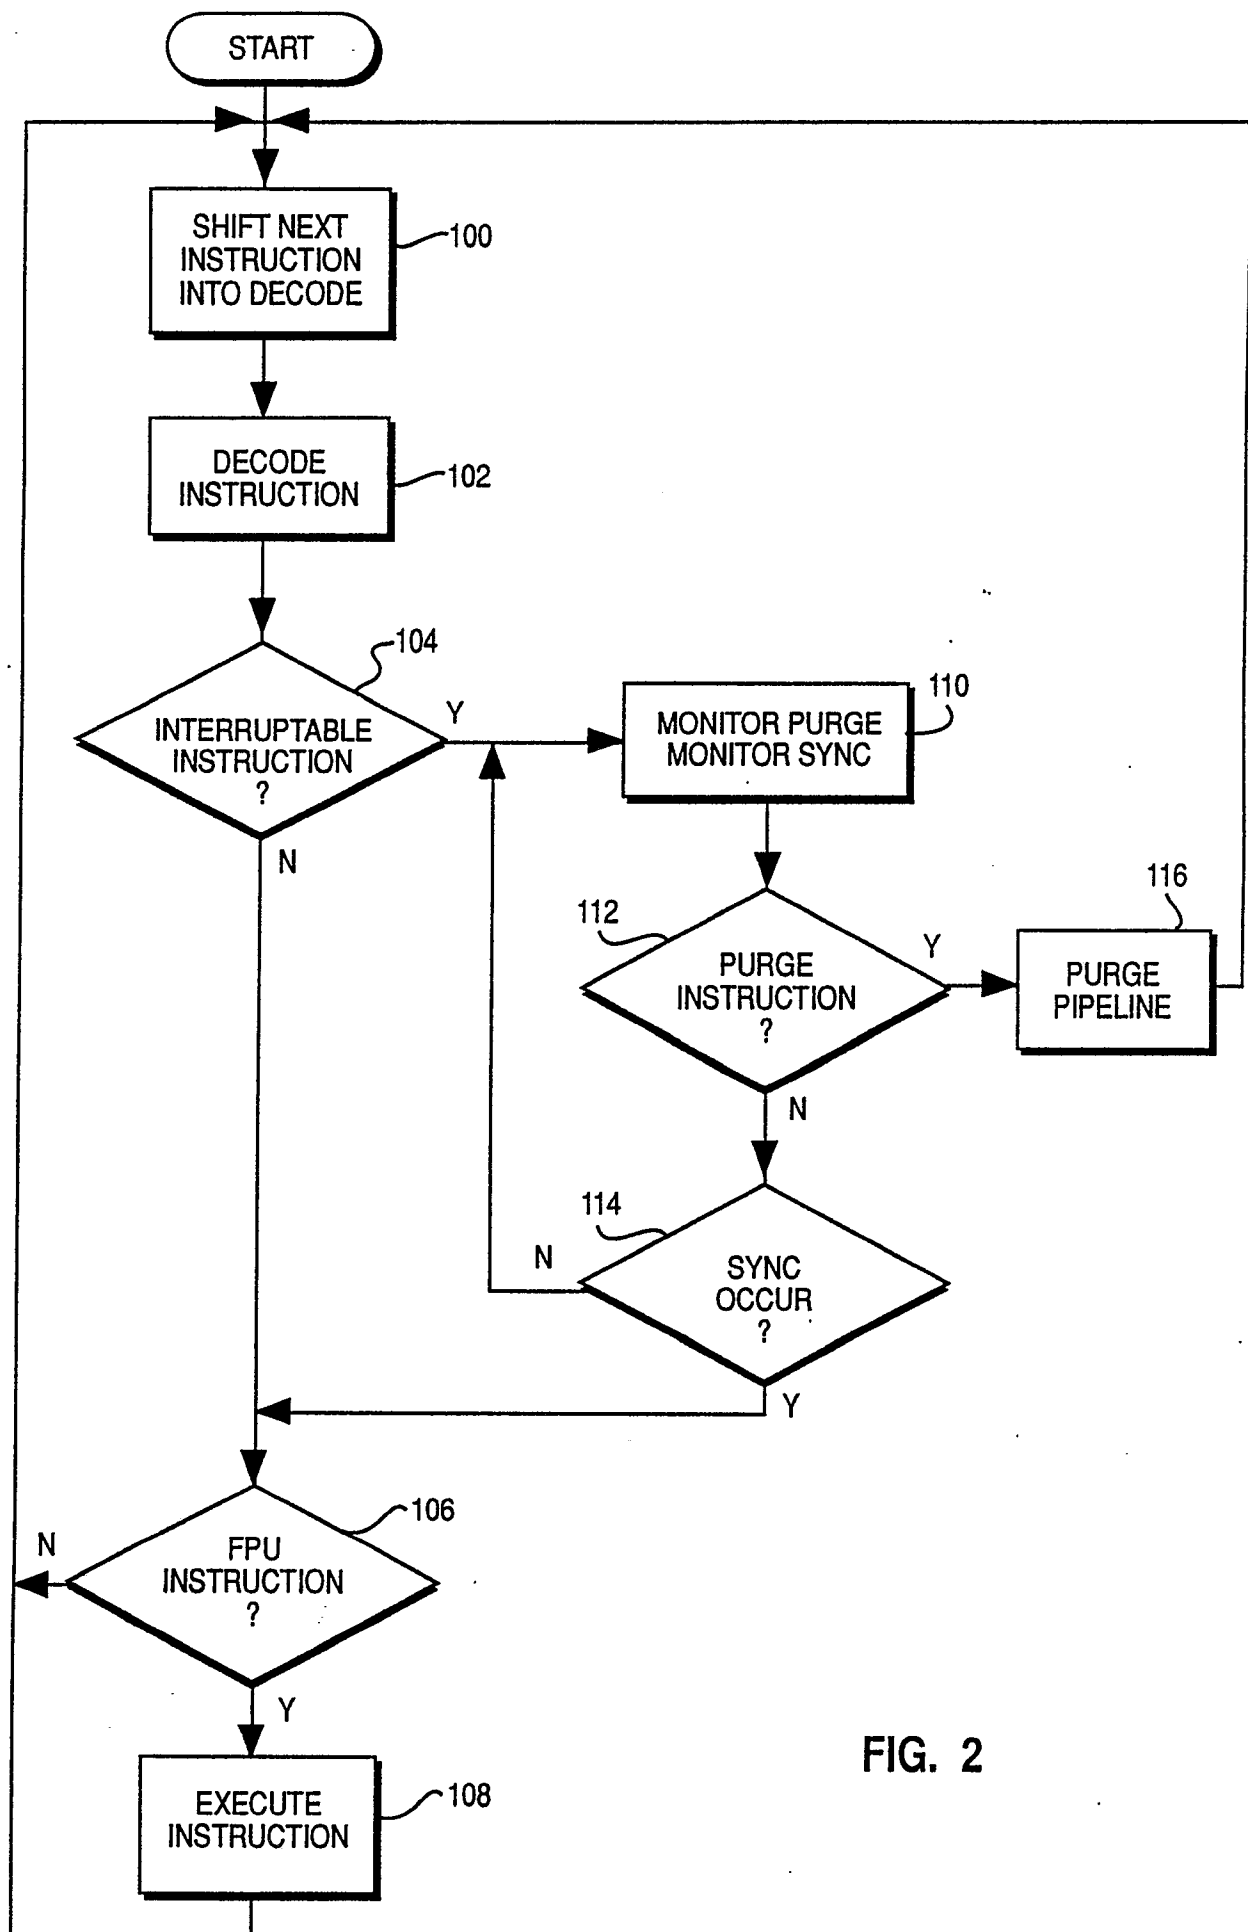 START
SHIFT NEXT
INSTRUCTION
INTO DECODE
100
DECODE
INSTRUCTION
102
104
INTERRUPTABLE
INSTRUCTION
?
Y
N
MONITOR PURGE
MONITOR SYNC
110
112
PURGE
INSTRUCTION
?
Y
N
116
PURGE
PIPELINE
114
SYNC
OCCUR
?
N
Y
106
FPU
INSTRUCTION
?
N
Y
EXECUTE
INSTRUCTION
108
FIG. 2